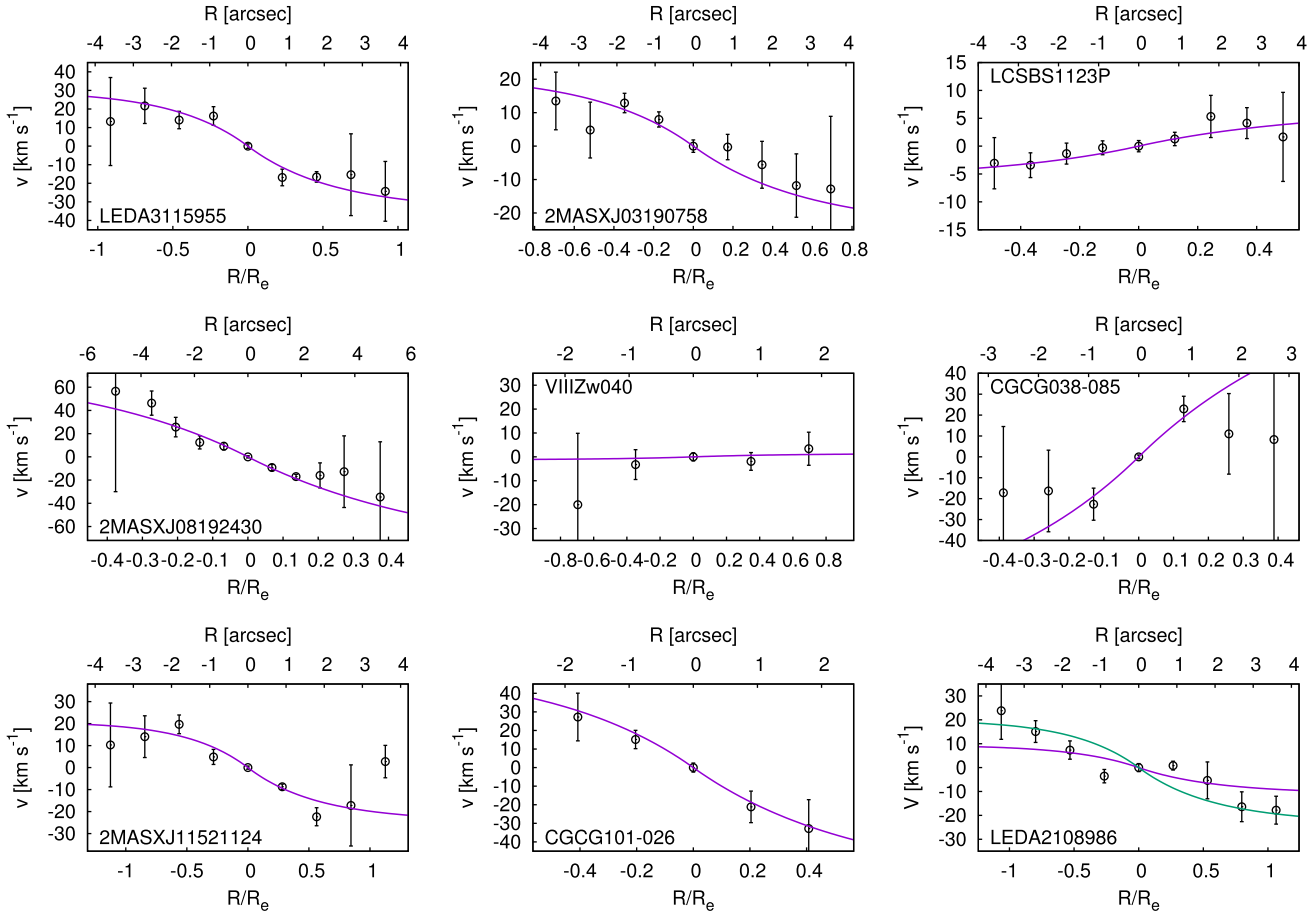 R [arcsec] R [arcsec] R [arcsec]
-4 -3 -2 -1 0 1 2 3 4 -4 -3 -2 -1 0 1 2 3 4 -4 -3 -2 -1 0 1 2 3 4
v [km s-1] 40 30 20 10 0 -10 -20 -30 -40 LEDA3115955
v [km s-1] 20 10 0 -10 -20 2MASXJ03190758
v [km s-1] 15 10 5 0 -5 -10 -15 LCSBS1123P
-1 -0.5 0 0.5 1 -0.8 -0.6 -0.4 -0.2 0 0.2 0.4 0.6 0.8 -0.4 -0.2 0 0.2 0.4
R/Re R/Re R/Re
R [arcsec] R [arcsec] R [arcsec]
-6 -4 -2 0 2 4 6 -2 -1 0 1 2 -3 -2 -1 0 1 2 3
v [km s-1] 60 40 20 0 -20 -40 -60 2MASXJ08192430
v [km s-1] 30 20 10 0 -10 -20 -30 VIIIZw040
v [km s-1] 40 30 20 10 0 -10 -20 -30 -40 CGCG038-085
-0.4 -0.3 -0.2 -0.1 0 0.1 0.2 0.3 0.4 -0.8 -0.6 -0.4 -0.2 0 0.2 0.4 0.6 0.8 -0.4 -0.3 -0.2 -0.1 0 0.1 0.2 0.3 0.4
R/Re R/Re R/Re
R [arcsec] R [arcsec] R [arcsec]
-4 -3 -2 -1 0 1 2 3 4 -2 -1 0 1 2 -4 -3 -2 -1 0 1 2 3 4
v [km s-1] 30 20 10 0 -10 -20 -30 2MASXJ11521124
v [km s-1] 40 30 20 10 0 -10 -20 -30 -40 CGCG101-026
V [km s-1] 30 20 10 0 -10 -20 -30 LEDA2108986
-1 -0.5 0 0.5 1 -0.4 -0.2 0 0.2 0.4 -1 -0.5 0 0.5 1
R/Re R/Re R/Re